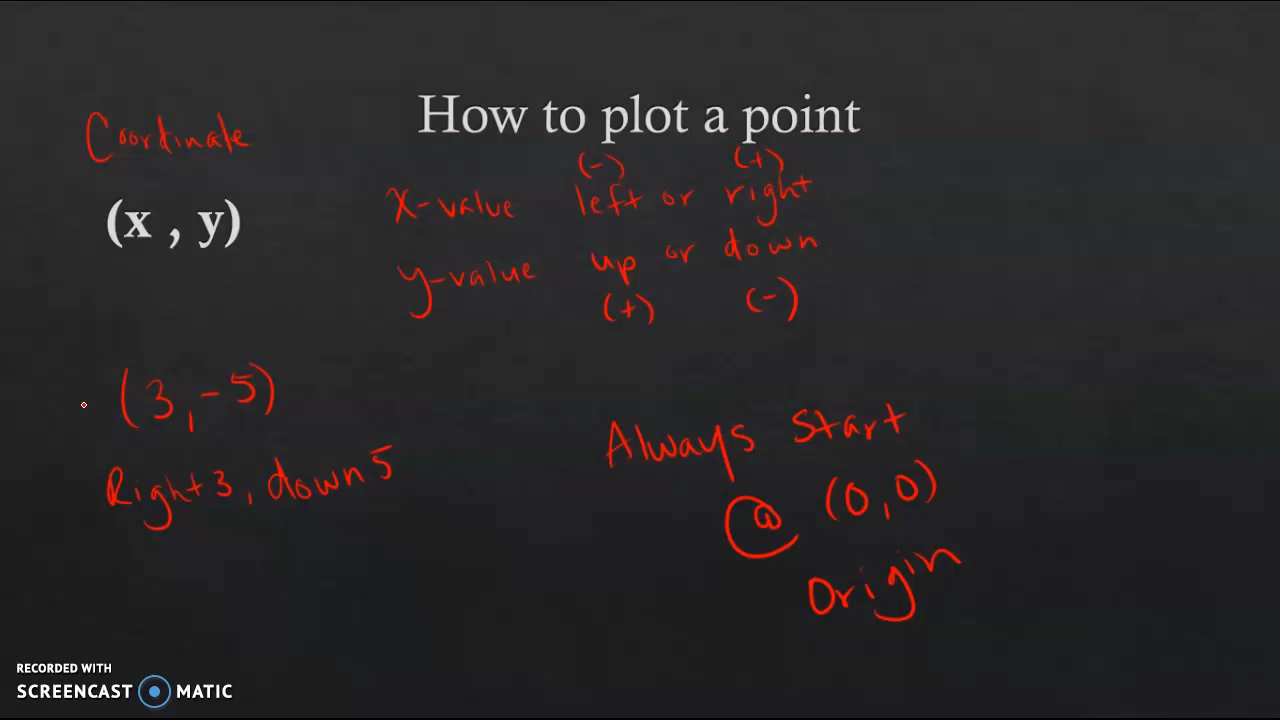 How to plot a point
Coordinate
(x , y)
(-) (+)
x-value left or right
y-value up or down
(+) (-)
(3,-5)
Right 3, down 5
Always start
@ (0,0)
Origin
RECORDED WITH
SCREENCAST MATIC